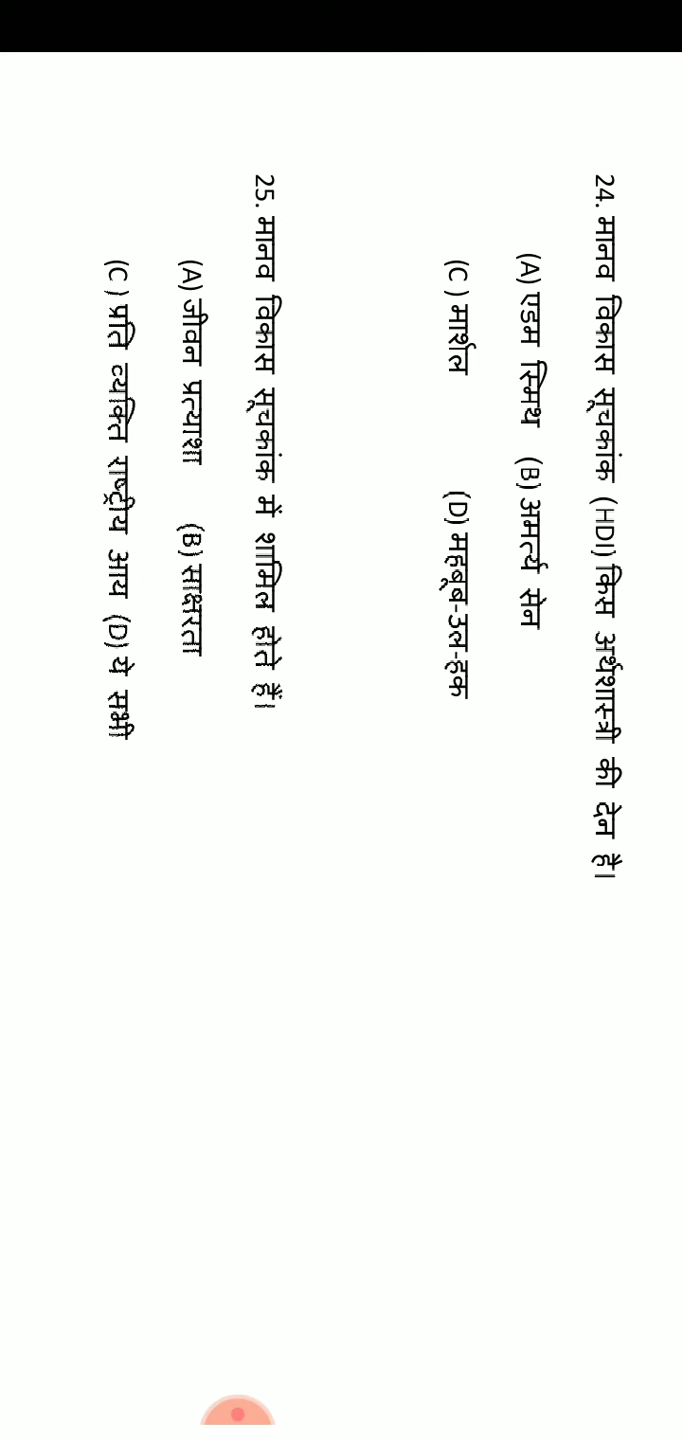 24. मानव विकास सूचकांक (HDI) किस अर्थशास्त्री की देन है।
(A) एडम स्मिथ (B) अमर्त्य सेन
(C ) मार्शल (D) महबूब-उल-हक
25. मानव विकास सूचकांक में शामिल होते हैं।
(A) जीवन प्रत्याशा (B) साक्षरता
(C ) प्रति व्यक्ति राष्ट्रीय आय (D) ये सभी